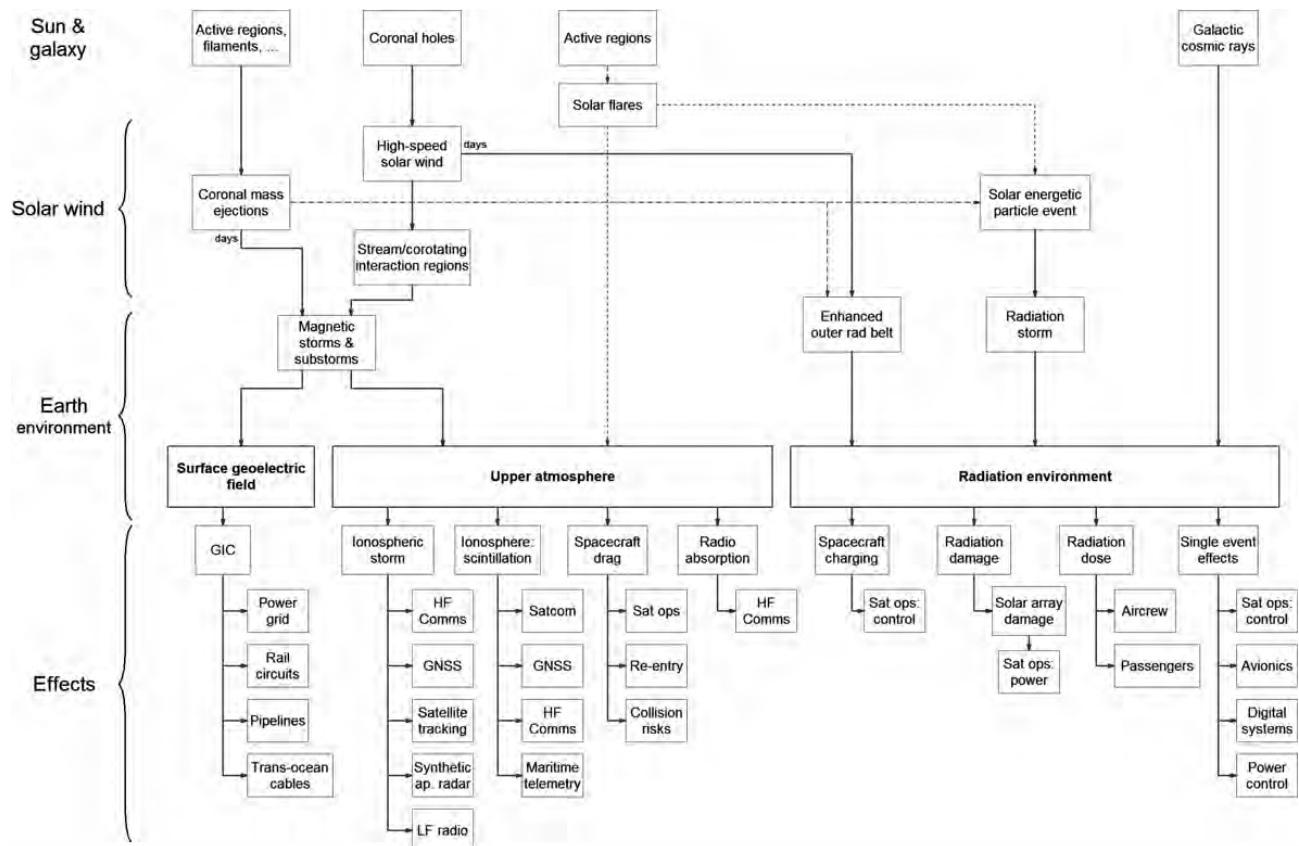 Sun &
galaxy
Active regions,
filaments, ...
Coronal holes
Active regions
Galactic
cosmic rays
Solar flares
Solar wind
High-speed
solar wind
days
Coronal mass
ejections
days
Solar energetic
particle event
Stream/corotating
interaction regions
Earth
environment
Magnetic
storms &
substorms
Enhanced
outer rad belt
Radiation
storm
Surface geoelectric
field
Upper atmosphere
Radiation environment
Effects
GIC
Power
grid
Rail
circuits
Pipelines
Trans-ocean
cables
Ionospheric
storm
HF
Comms
GNSS
Satellite
tracking
Synthetic
ap. radar
LF radio
Ionosphere:
scintillation
Satcom
GNSS
HF
Comms
Maritime
telemetry
Spacecraft
drag
Sat ops
Re-entry
Collision
risks
Radio
absorption
HF
Comms
Spacecraft
charging
Sat ops:
control
Radiation
damage
Solar array
damage
Sat ops:
power
Radiation
dose
Aircrew
Passengers
Single event
effects
Sat ops:
control
Avionics
Digital
systems
Power
control